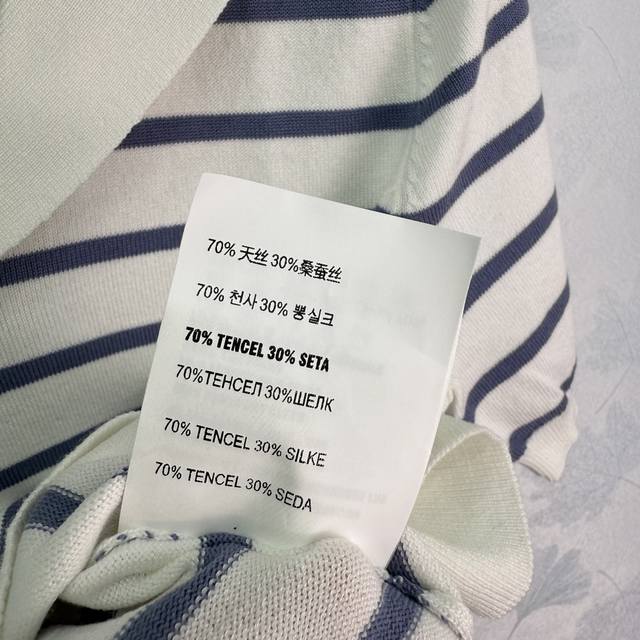 70% 天丝 30%桑蚕丝
70% 천사 30% 뽕실크
70% TENCEL 30% SETA
70%ТЕНСЕЛ 30%ШЕЛК
70% TENCEL 30% SILKE
70% TENCEL 30% SEDA